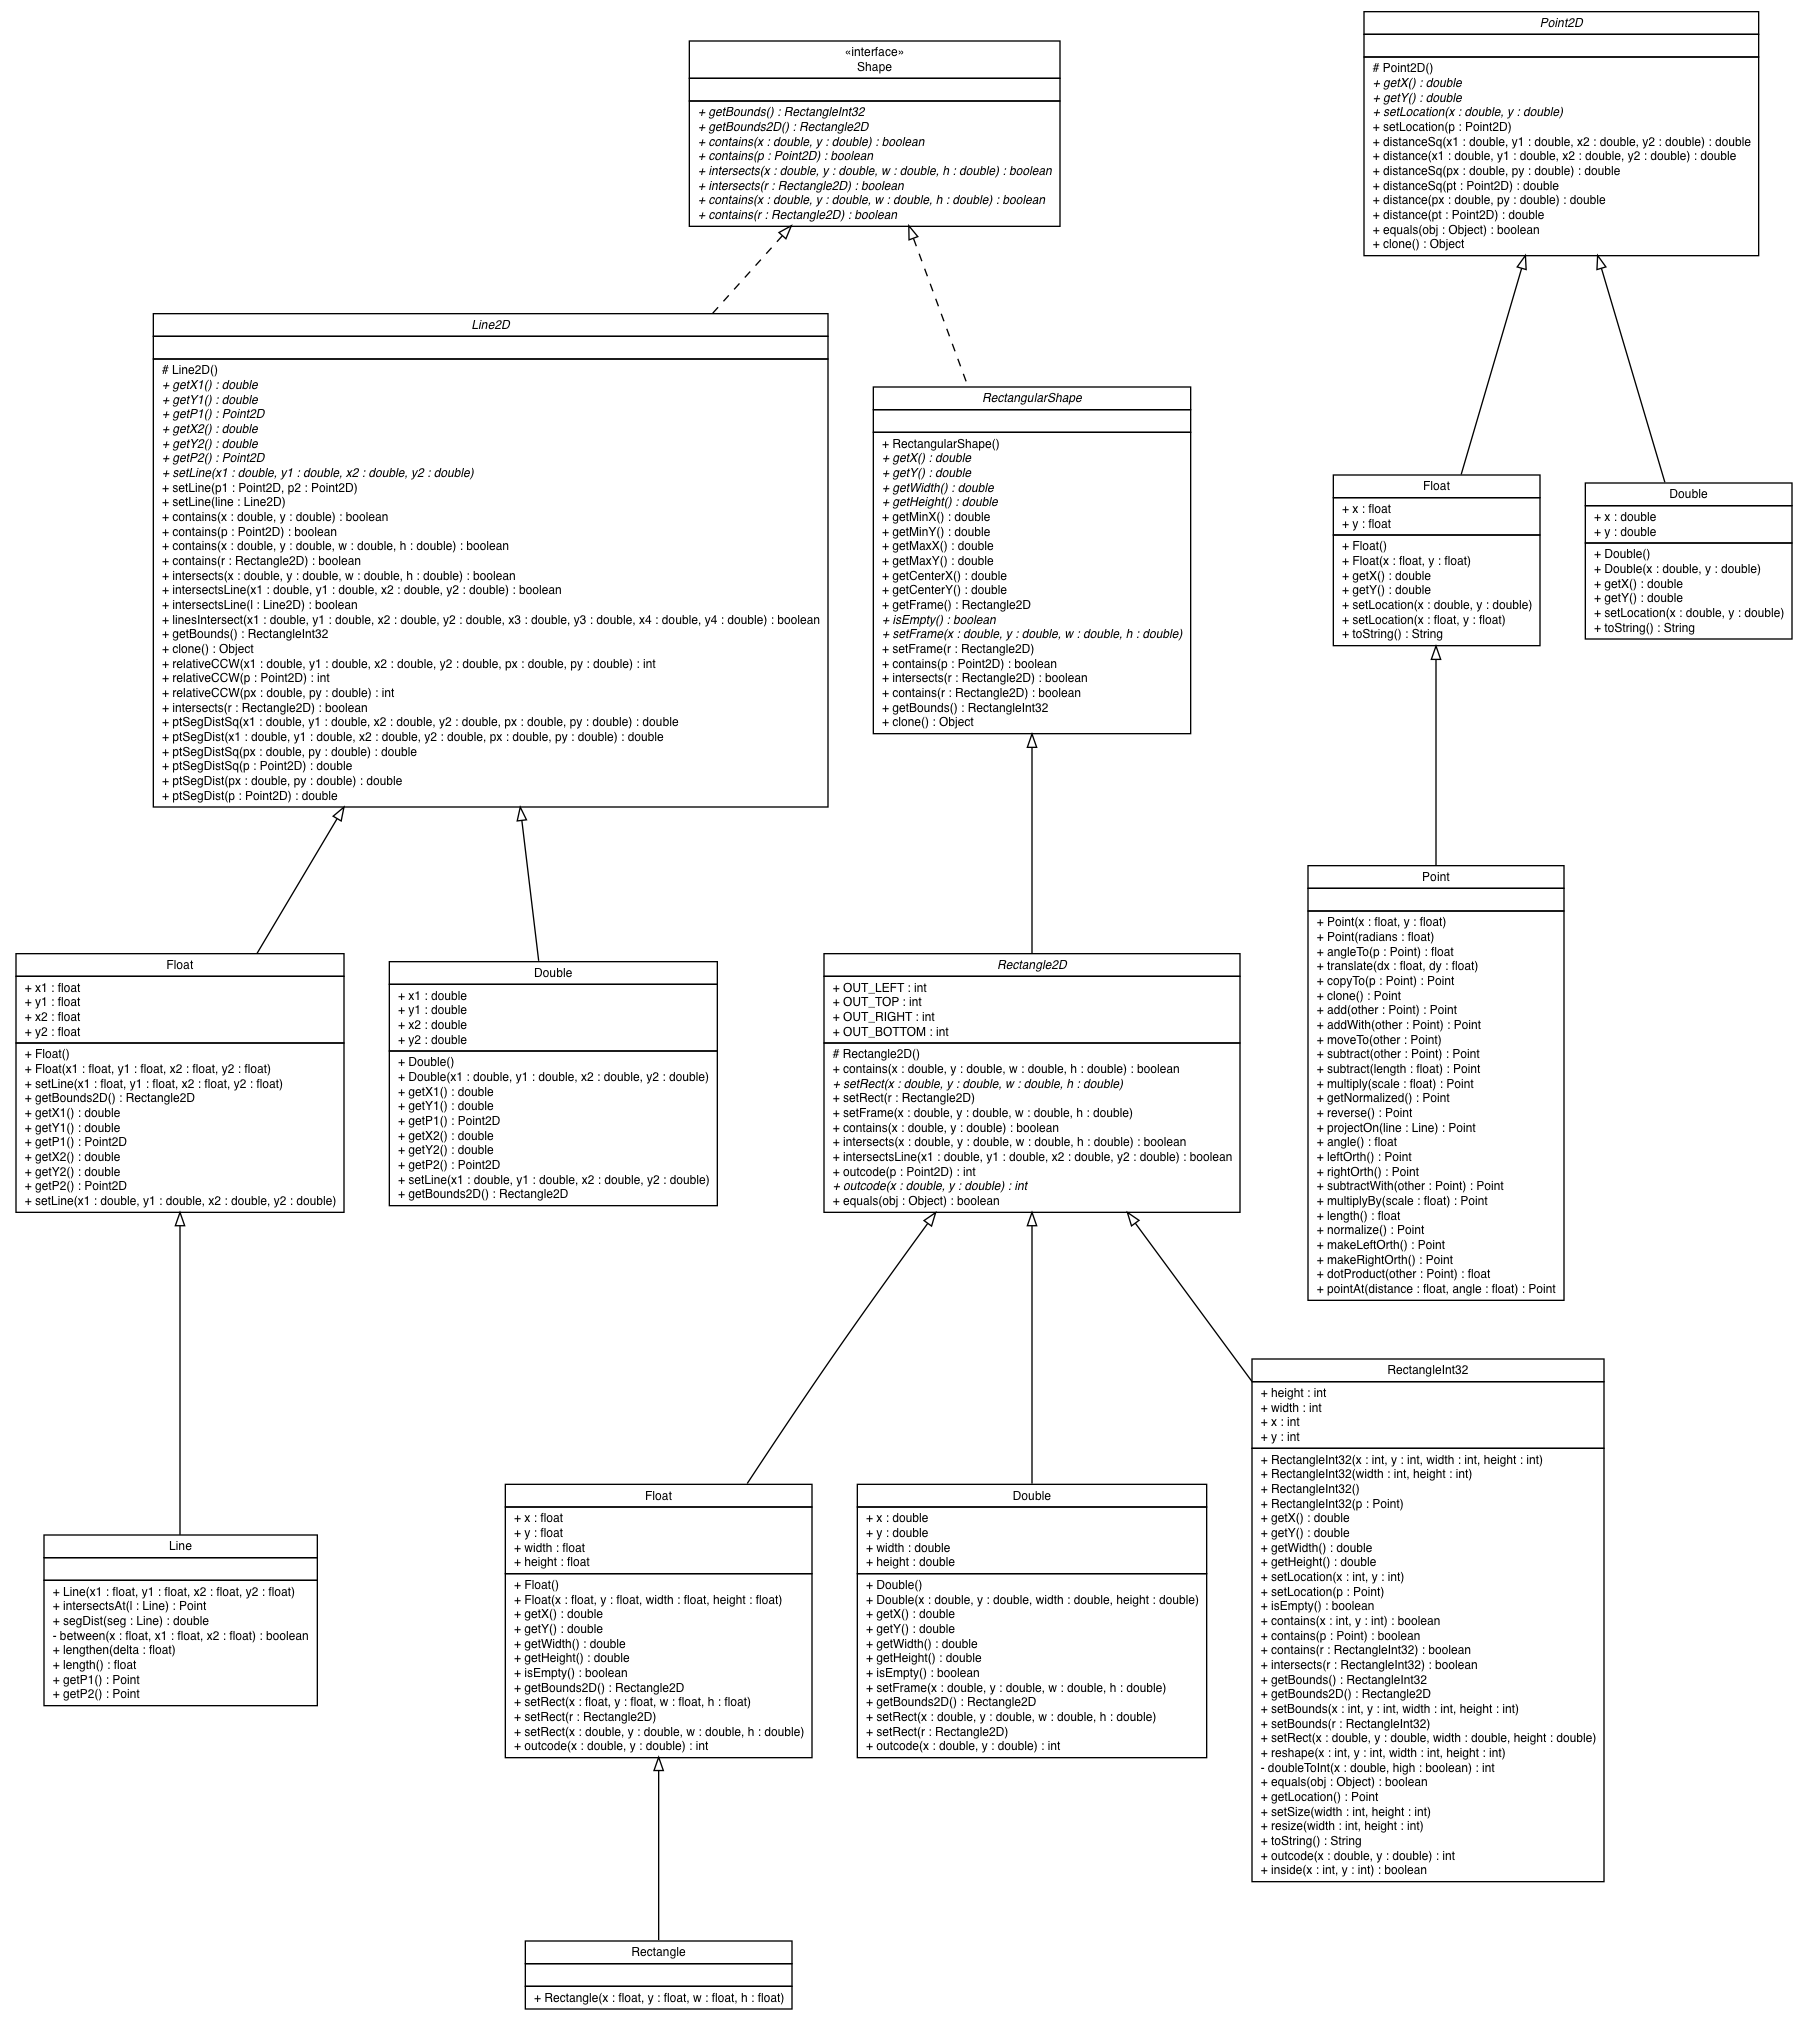 «interface»
Shape
+ getBounds() : RectangleInt32
+ getBounds2D() : Rectangle2D
+ contains(x : double, y : double) : boolean
+ contains(p : Point2D) : boolean
+ intersects(x : double, y : double, w : double, h : double) : boolean
+ intersects(r : Rectangle2D) : boolean
+ contains(x : double, y : double, w : double, h : double) : boolean
+ contains(r : Rectangle2D) : boolean
Point2D
# Point2D()
+ getX() : double
+ getY() : double
+ setLocation(x : double, y : double)
+ setLocation(p : Point2D)
+ distanceSq(x1 : double, y1 : double, x2 : double, y2 : double) : double
+ distance(x1 : double, y1 : double, x2 : double, y2 : double) : double
+ distanceSq(px : double, py : double) : double
+ distanceSq(pt : Point2D) : double
+ distance(px : double, py : double) : double
+ distance(pt : Point2D) : double
+ equals(obj : Object) : boolean
+ clone() : Object
Line2D
# Line2D()
+ getX1() : double
+ getY1() : double
+ getP1() : Point2D
+ getX2() : double
+ getY2() : double
+ getP2() : Point2D
+ setLine(x1 : double, y1 : double, x2 : double, y2 : double)
+ setLine(p1 : Point2D, p2 : Point2D)
+ setLine(line : Line2D)
+ contains(x : double, y : double) : boolean
+ contains(p : Point2D) : boolean
+ contains(x : double, y : double, w : double, h : double) : boolean
+ contains(r : Rectangle2D) : boolean
+ intersects(x : double, y : double, w : double, h : double) : boolean
+ intersectsLine(x1 : double, y1 : double, x2 : double, y2 : double) : boolean
+ intersectsLine(l : Line2D) : boolean
+ linesIntersect(x1 : double, y1 : double, x2 : double, y2 : double, x3 : double, y3 : double, x4 : double, y4 : double) : boolean
+ getBounds() : RectangleInt32
+ clone() : Object
+ relativeCCW(x1 : double, y1 : double, x2 : double, y2 : double, px : double, py : double) : int
+ relativeCCW(p : Point2D) : int
+ relativeCCW(px : double, py : double) : int
+ intersects(r : Rectangle2D) : boolean
+ ptSegDistSq(x1 : double, y1 : double, x2 : double, y2 : double, px : double, py : double) : double
+ ptSegDist(x1 : double, y1 : double, x2 : double, y2 : double, px : double, py : double) : double
+ ptSegDistSq(px : double, py : double) : double
+ ptSegDistSq(p : Point2D) : double
+ ptSegDist(px : double, py : double) : double
+ ptSegDist(p : Point2D) : double
RectangularShape
+ RectangularShape()
+ getX() : double
+ getY() : double
+ getWidth() : double
+ getHeight() : double
+ getMinX() : double
+ getMinY() : double
+ getMaxX() : double
+ getMaxY() : double
+ getCenterX() : double
+ getCenterY() : double
+ getFrame() : Rectangle2D
+ isEmpty() : boolean
+ setFrame(x : double, y : double, w : double, h : double)
+ setFrame(r : Rectangle2D)
+ contains(p : Point2D) : boolean
+ intersects(r : Rectangle2D) : boolean
+ contains(r : Rectangle2D) : boolean
+ getBounds() : RectangleInt32
+ clone() : Object
Float
+ x : float
+ y : float
+ Float()
+ Float(x : float, y : float)
+ getX() : double
+ getY() : double
+ setLocation(x : double, y : double)
+ setLocation(x : float, y : float)
+ toString() : String
Double
+ x : double
+ y : double
+ Double()
+ Double(x : double, y : double)
+ getX() : double
+ getY() : double
+ setLocation(x : double, y : double)
+ toString() : String
Point
+ Point(x : float, y : float)
+ Point(radians : float)
+ angleTo(p : Point) : float
+ translate(dx : float, dy : float)
+ copyTo(p : Point) : Point
+ clone() : Point
+ add(other : Point) : Point
+ addWith(other : Point) : Point
+ moveTo(other : Point)
+ subtract(other : Point) : Point
+ subtract(length : float) : Point
+ multiply(scale : float) : Point
+ getNormalized() : Point
+ reverse() : Point
+ projectOn(line : Line) : Point
+ angle() : float
+ leftOrth() : Point
+ rightOrth() : Point
+ subtractWith(other : Point) : Point
+ multiplyBy(scale : float) : Point
+ length() : float
+ normalize() : Point
+ makeLeftOrth() : Point
+ makeRightOrth() : Point
+ dotProduct(other : Point) : float
+ pointAt(distance : float, angle : float) : Point
Float
+ x1 : float
+ y1 : float
+ x2 : float
+ y2 : float
+ Float()
+ Float(x1 : float, y1 : float, x2 : float, y2 : float)
+ setLine(x1 : float, y1 : float, x2 : float, y2 : float)
+ getBounds2D() : Rectangle2D
+ getX1() : double
+ getY1() : double
+ getP1() : Point2D
+ getX2() : double
+ getY2() : double
+ getP2() : Point2D
+ setLine(x1 : double, y1 : double, x2 : double, y2 : double)
Double
+ x1 : double
+ y1 : double
+ x2 : double
+ y2 : double
+ Double()
+ Double(x1 : double, y1 : double, x2 : double, y2 : double)
+ getX1() : double
+ getY1() : double
+ getP1() : Point2D
+ getX2() : double
+ getY2() : double
+ getP2() : Point2D
+ setLine(x1 : double, y1 : double, x2 : double, y2 : double)
+ getBounds2D() : Rectangle2D
Rectangle2D
+ OUT_LEFT : int
+ OUT_TOP : int
+ OUT_RIGHT : int
+ OUT_BOTTOM : int
# Rectangle2D()
+ contains(x : double, y : double, w : double, h : double) : boolean
+ setRect(x : double, y : double, w : double, h : double)
+ setRect(r : Rectangle2D)
+ setFrame(x : double, y : double, w : double, h : double)
+ contains(x : double, y : double) : boolean
+ intersects(x : double, y : double, w : double, h : double) : boolean
+ intersectsLine(x1 : double, y1 : double, x2 : double, y2 : double) : boolean
+ outcode(p : Point2D) : int
+ outcode(x : double, y : double) : int
+ equals(obj : Object) : boolean
RectangleInt32
+ height : int
+ width : int
+ x : int
+ y : int
+ RectangleInt32(x : int, y : int, width : int, height : int)
+ RectangleInt32(width : int, height : int)
+ RectangleInt32()
+ RectangleInt32(p : Point)
+ getX() : double
+ getY() : double
+ getWidth() : double
+ getHeight() : double
+ setLocation(x : int, y : int)
+ setLocation(p : Point)
+ isEmpty() : boolean
+ contains(x : int, y : int) : boolean
+ contains(p : Point) : boolean
+ contains(r : RectangleInt32) : boolean
+ intersects(r : RectangleInt32) : boolean
+ getBounds() : RectangleInt32
+ getBounds2D() : Rectangle2D
+ setBounds(x : int, y : int, width : int, height : int)
+ setBounds(r : RectangleInt32)
+ setRect(x : double, y : double, width : double, height : double)
+ reshape(x : int, y : int, width : int, height : int)
- doubleToInt(x : double, high : boolean) : int
+ equals(obj : Object) : boolean
+ getLocation() : Point
+ setSize(width : int, height : int)
+ resize(width : int, height : int)
+ toString() : String
+ outcode(x : double, y : double) : int
+ inside(x : int, y : int) : boolean
Line
+ Line(x1 : float, y1 : float, x2 : float, y2 : float)
+ intersectsAt(l : Line) : Point
+ segDist(seg : Line) : double
- between(x : float, x1 : float, x2 : float) : boolean
+ lengthen(delta : float)
+ length() : float
+ getP1() : Point
+ getP2() : Point
Float
+ x : float
+ y : float
+ width : float
+ height : float
+ Float()
+ Float(x : float, y : float, width : float, height : float)
+ getX() : double
+ getY() : double
+ getWidth() : double
+ getHeight() : double
+ isEmpty() : boolean
+ getBounds2D() : Rectangle2D
+ setRect(x : float, y : float, w : float, h : float)
+ setRect(r : Rectangle2D)
+ setRect(x : double, y : double, w : double, h : double)
+ outcode(x : double, y : double) : int
Double
+ x : double
+ y : double
+ width : double
+ height : double
+ Double()
+ Double(x : double, y : double, width : double, height : double)
+ getX() : double
+ getY() : double
+ getWidth() : double
+ getHeight() : double
+ isEmpty() : boolean
+ setFrame(x : double, y : double, w : double, h : double)
+ getBounds2D() : Rectangle2D
+ setRect(x : double, y : double, w : double, h : double)
+ setRect(r : Rectangle2D)
+ outcode(x : double, y : double) : int
Rectangle
+ Rectangle(x : float, y : float, w : float, h : float)